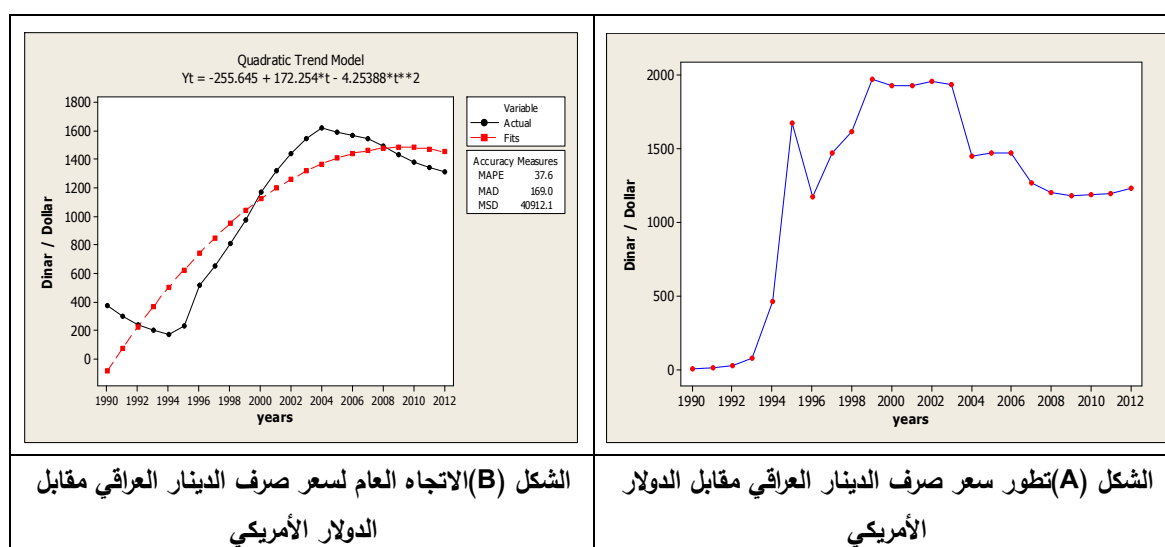 Quadratic Trend Model
Yt = -255.645 + 172.254*t - 4.25388*t**2
1800
1600
1400
1200
1000
800
600
400
200
0
Dinar / Dollar
1990 1992 1994 1996 1998 2000 2002 2004 2006 2008 2010 2012
years
Variable
Actual
Fits
Accuracy Measures
MAPE 37.6
MAD 169.0
MSD 40912.1
2000
1500
1000
500
0
Dinar / Dollar
1990 1992 1994 1996 1998 2000 2002 2004 2006 2008 2010 2012
years
الشكل (A)تطور سعر صرف الدينار العراقي مقابل الدولار
الأمريكي
الشكل (B)الاتجاه العام لسعر صرف الدينار العراقي مقابل
الدولار الأمريكي